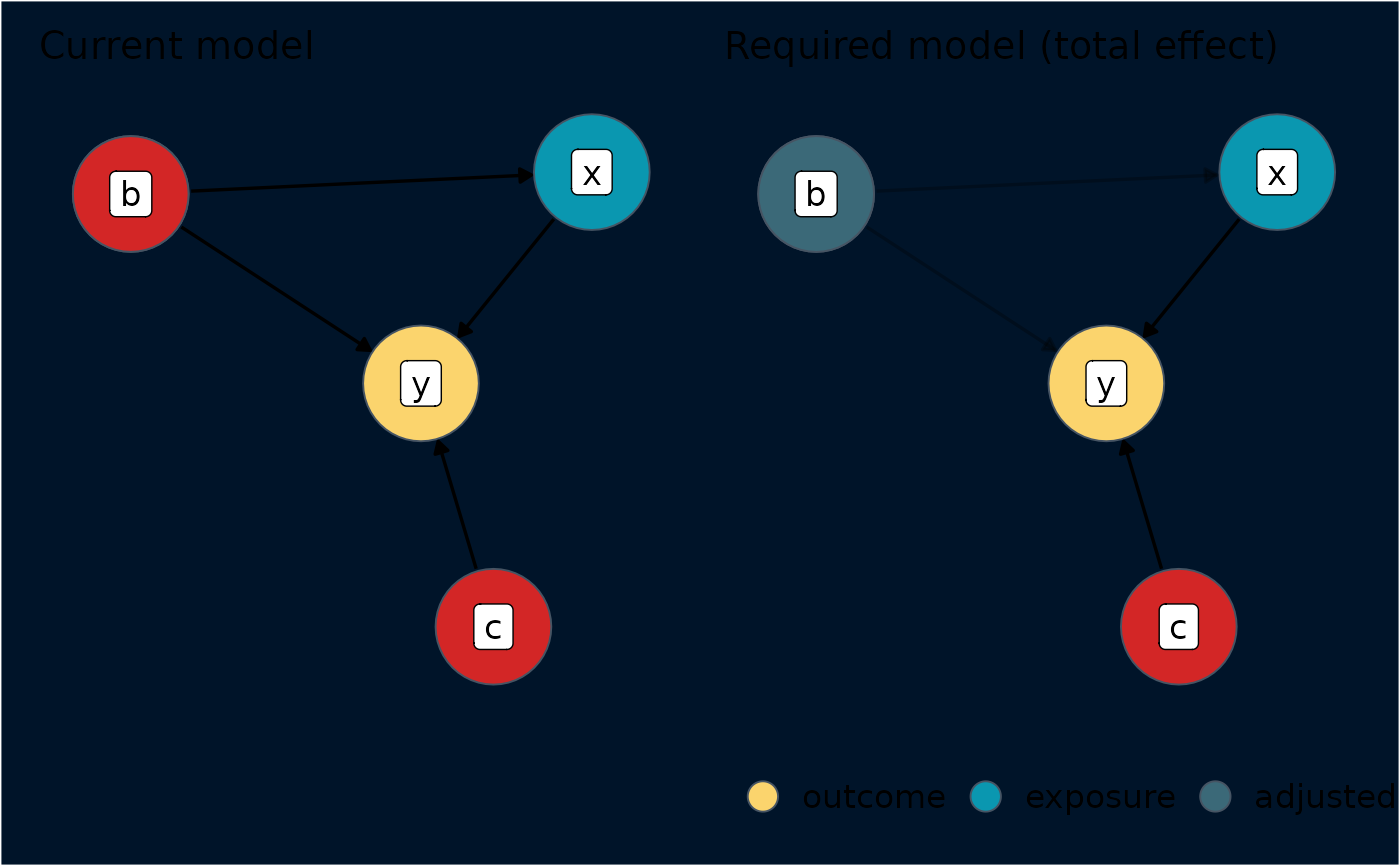 Current model
Required model (total effect)
b
x
b
x
y
y
c
c
outcome
exposure
adjusted